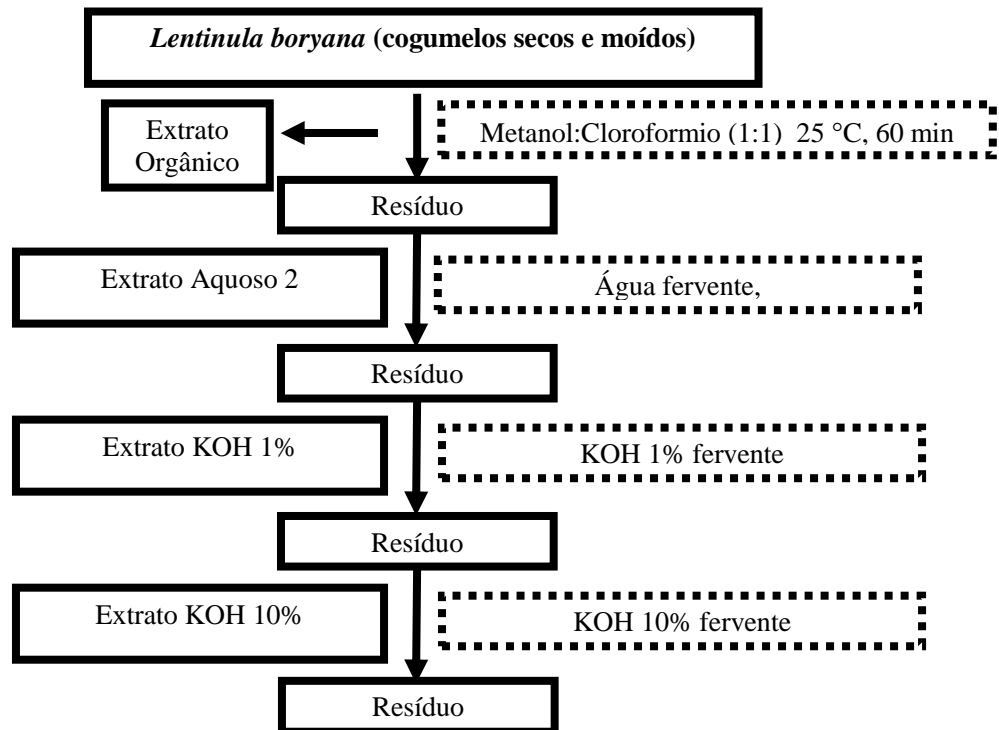 Lentinula boryana (cogumelos secos e moídos)
Extrato
Orgânico
Metanol:Cloroformio (1:1) 25 °C, 60 min
Resíduo
Extrato Aquoso 2
Água fervente,
Resíduo
Extrato KOH 1%
KOH 1% fervente
Resíduo
Extrato KOH 10%
KOH 10% fervente
Resíduo